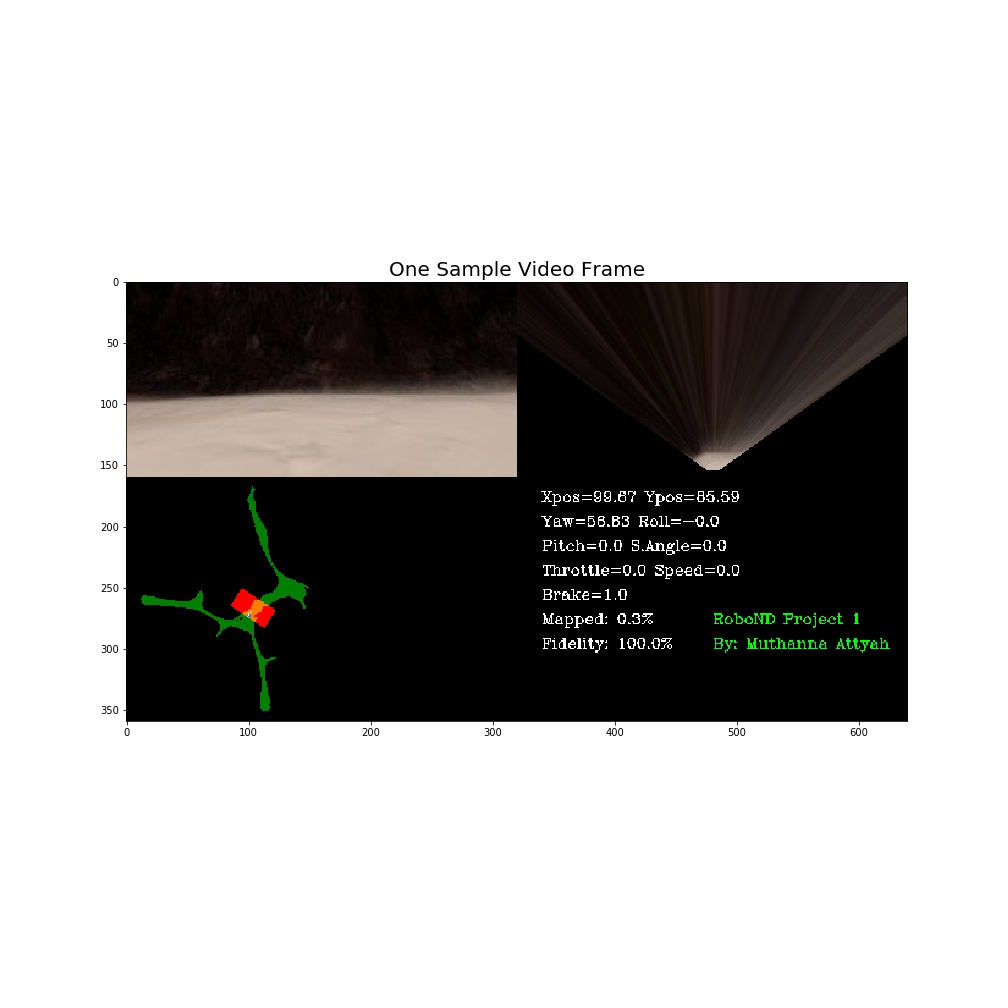 One Sample Video Frame
0
50
100
150
200
250
300
350
0 100 200 300 400 500 600
Xpos=99.67 Ypos=85.59
Yaw=56.83 Roll=-0.0
Pitch=0.0 S.Angle=0.0
Throttle=0.0 Speed=0.0
Brake=1.0
Mapped: 0.3% RoboND Project 1
Fidelity: 100.0% By: Muthanna Attyah